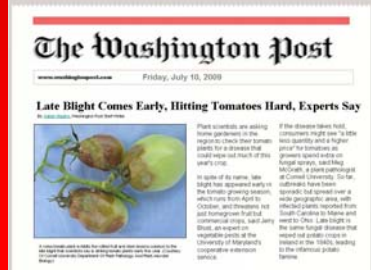 The Washington Post
www.washingtonpost.com
Friday, July 10, 2009
Late Blight Comes Early, Hitting Tomatoes Hard, Experts Say
Plant scientists are asking
home gardeners in the
region to check their tomato
plants for a disease that
could wipe out much of this
year's crop.
In spite of its name, late
blight has appeared early in
the tomato growing season,
which runs from April to
October, and threatens not
just homegrown fruit but
commercial crops, said Jerry
Brust, an expert on
vegetable pests at the
University of Maryland's
cooperative extension
service.
If the disease takes hold,
consumers might see "a little
less quantity and a higher
price" for tomatoes as
growers spend extra on
fungal sprays, said Meg
McGrath, a plant pathologist
at Cornell University. So far,
outbreaks have been
sporadic but spread over a
wide geographic area, with
infected plants reported from
South Carolina to Maine and
west to Ohio. Late blight is
the same fungal disease that
wiped out potato crops in
Ireland in the 1840s, leading
to the infamous potato
famine.